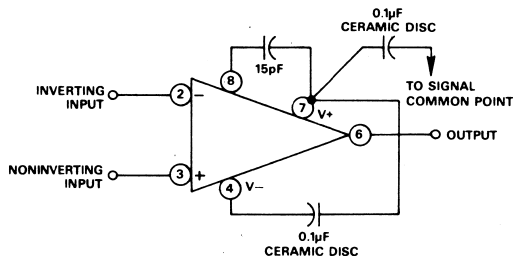 0.1µF
CERAMIC DISC
15pF
TO SIGNAL
COMMON POINT
8
7
V+
INVERTING
INPUT
2
−
6
OUTPUT
NONINVERTING
INPUT
3
+
4
V−
0.1µF
CERAMIC DISC